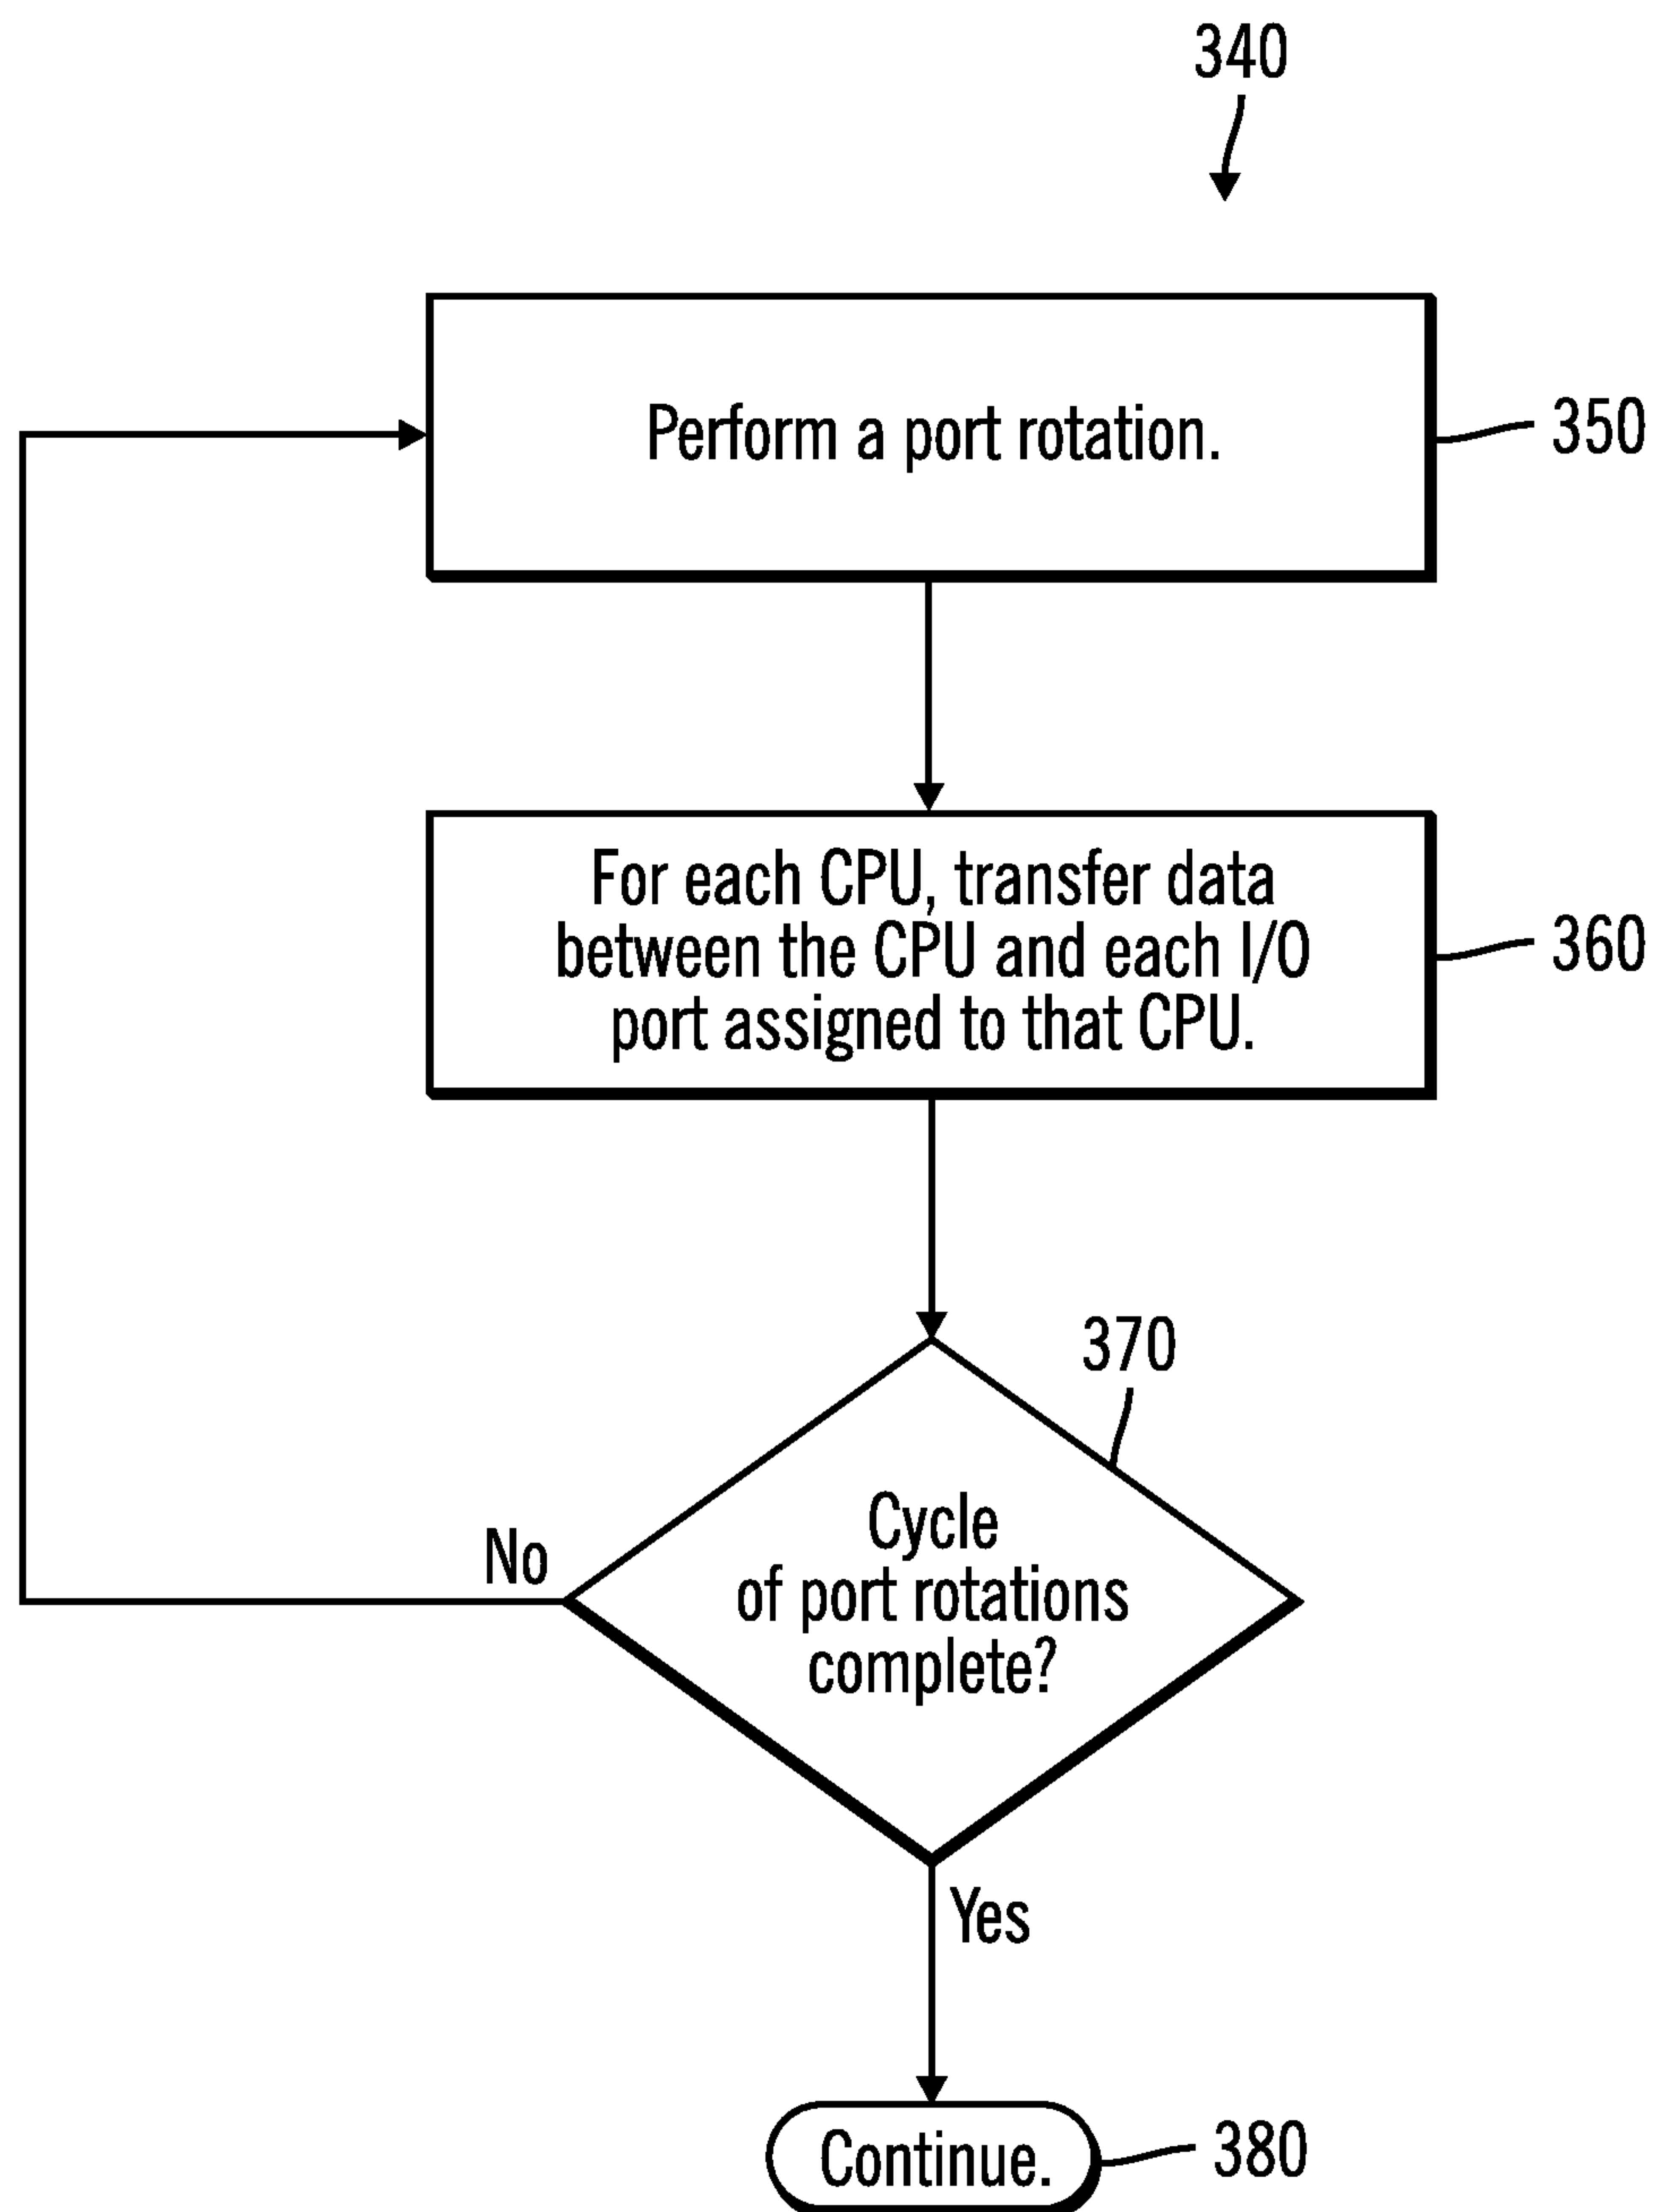 340
Perform a port rotation.
350
For each CPU, transfer data
between the CPU and each I/O
port assigned to that CPU.
360
370
Cycle
of port rotations
complete?
No
Yes
Continue.
380